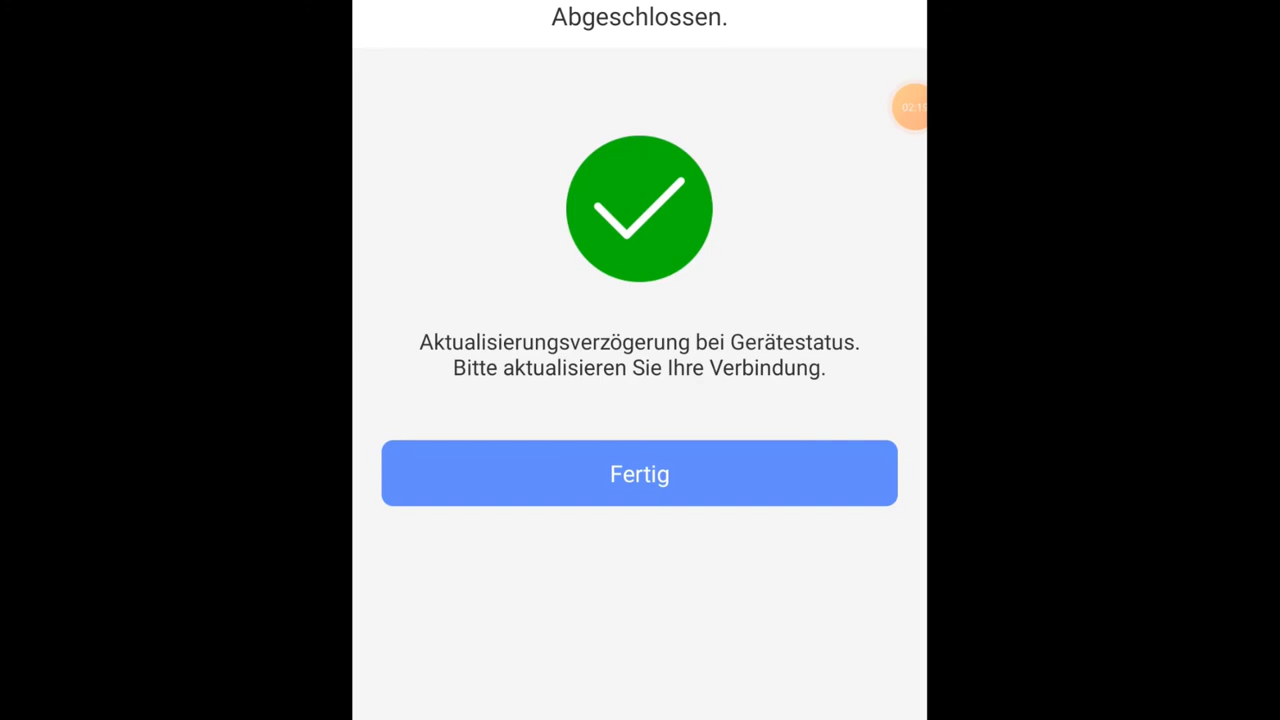 Abgeschlossen.
Aktualisierungsverzögerung bei Gerätestatus.
Bitte aktualisieren Sie Ihre Verbindung.
Fertig